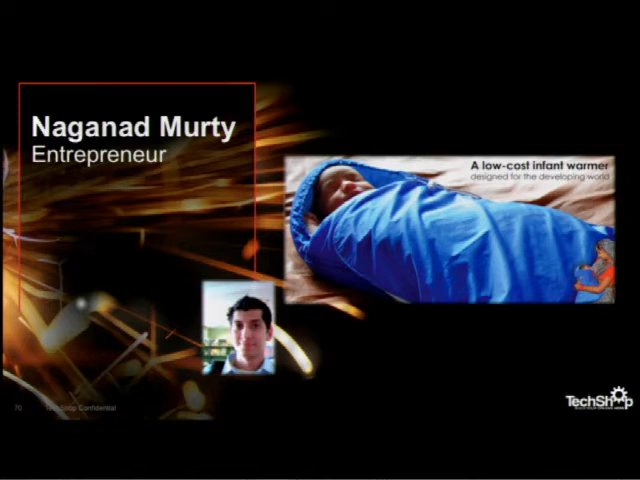 Naganad Murty
Entrepreneur
A low-cost infant warmer
designed for the developing world
70 TechShop Confidential
TechShop